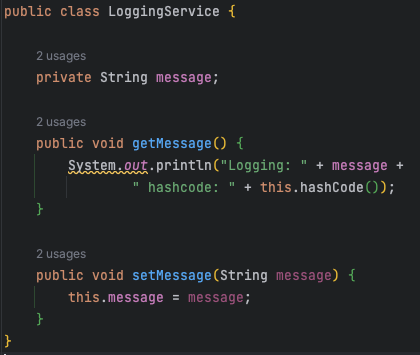 public class LoggingService {
2 usages
private String message;
2 usages
public void getMessage() {
System.out.println("Logging: " + message +
" hashcode: " + this.hashCode());
}
2 usages
public void setMessage(String message) {
this.message = message;
}
}